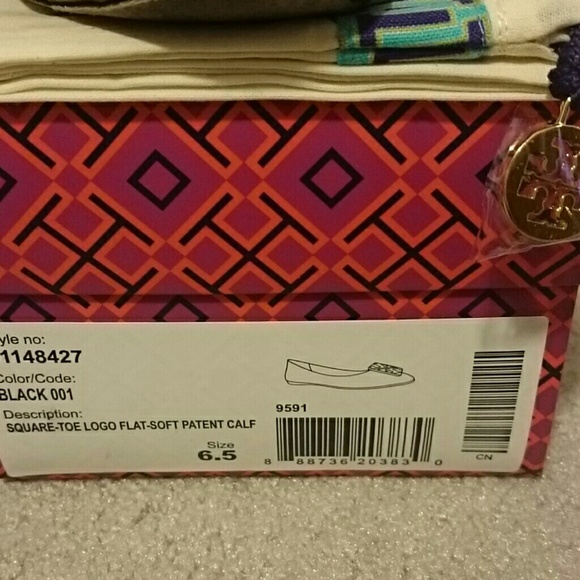 yle no:
1148427
Color/Code:
BLACK 001
Description:
SQUARE-TOE LOGO FLAT-SOFT PATENT CALF
Size
6.5
9591
8 88736 20383 0
CN